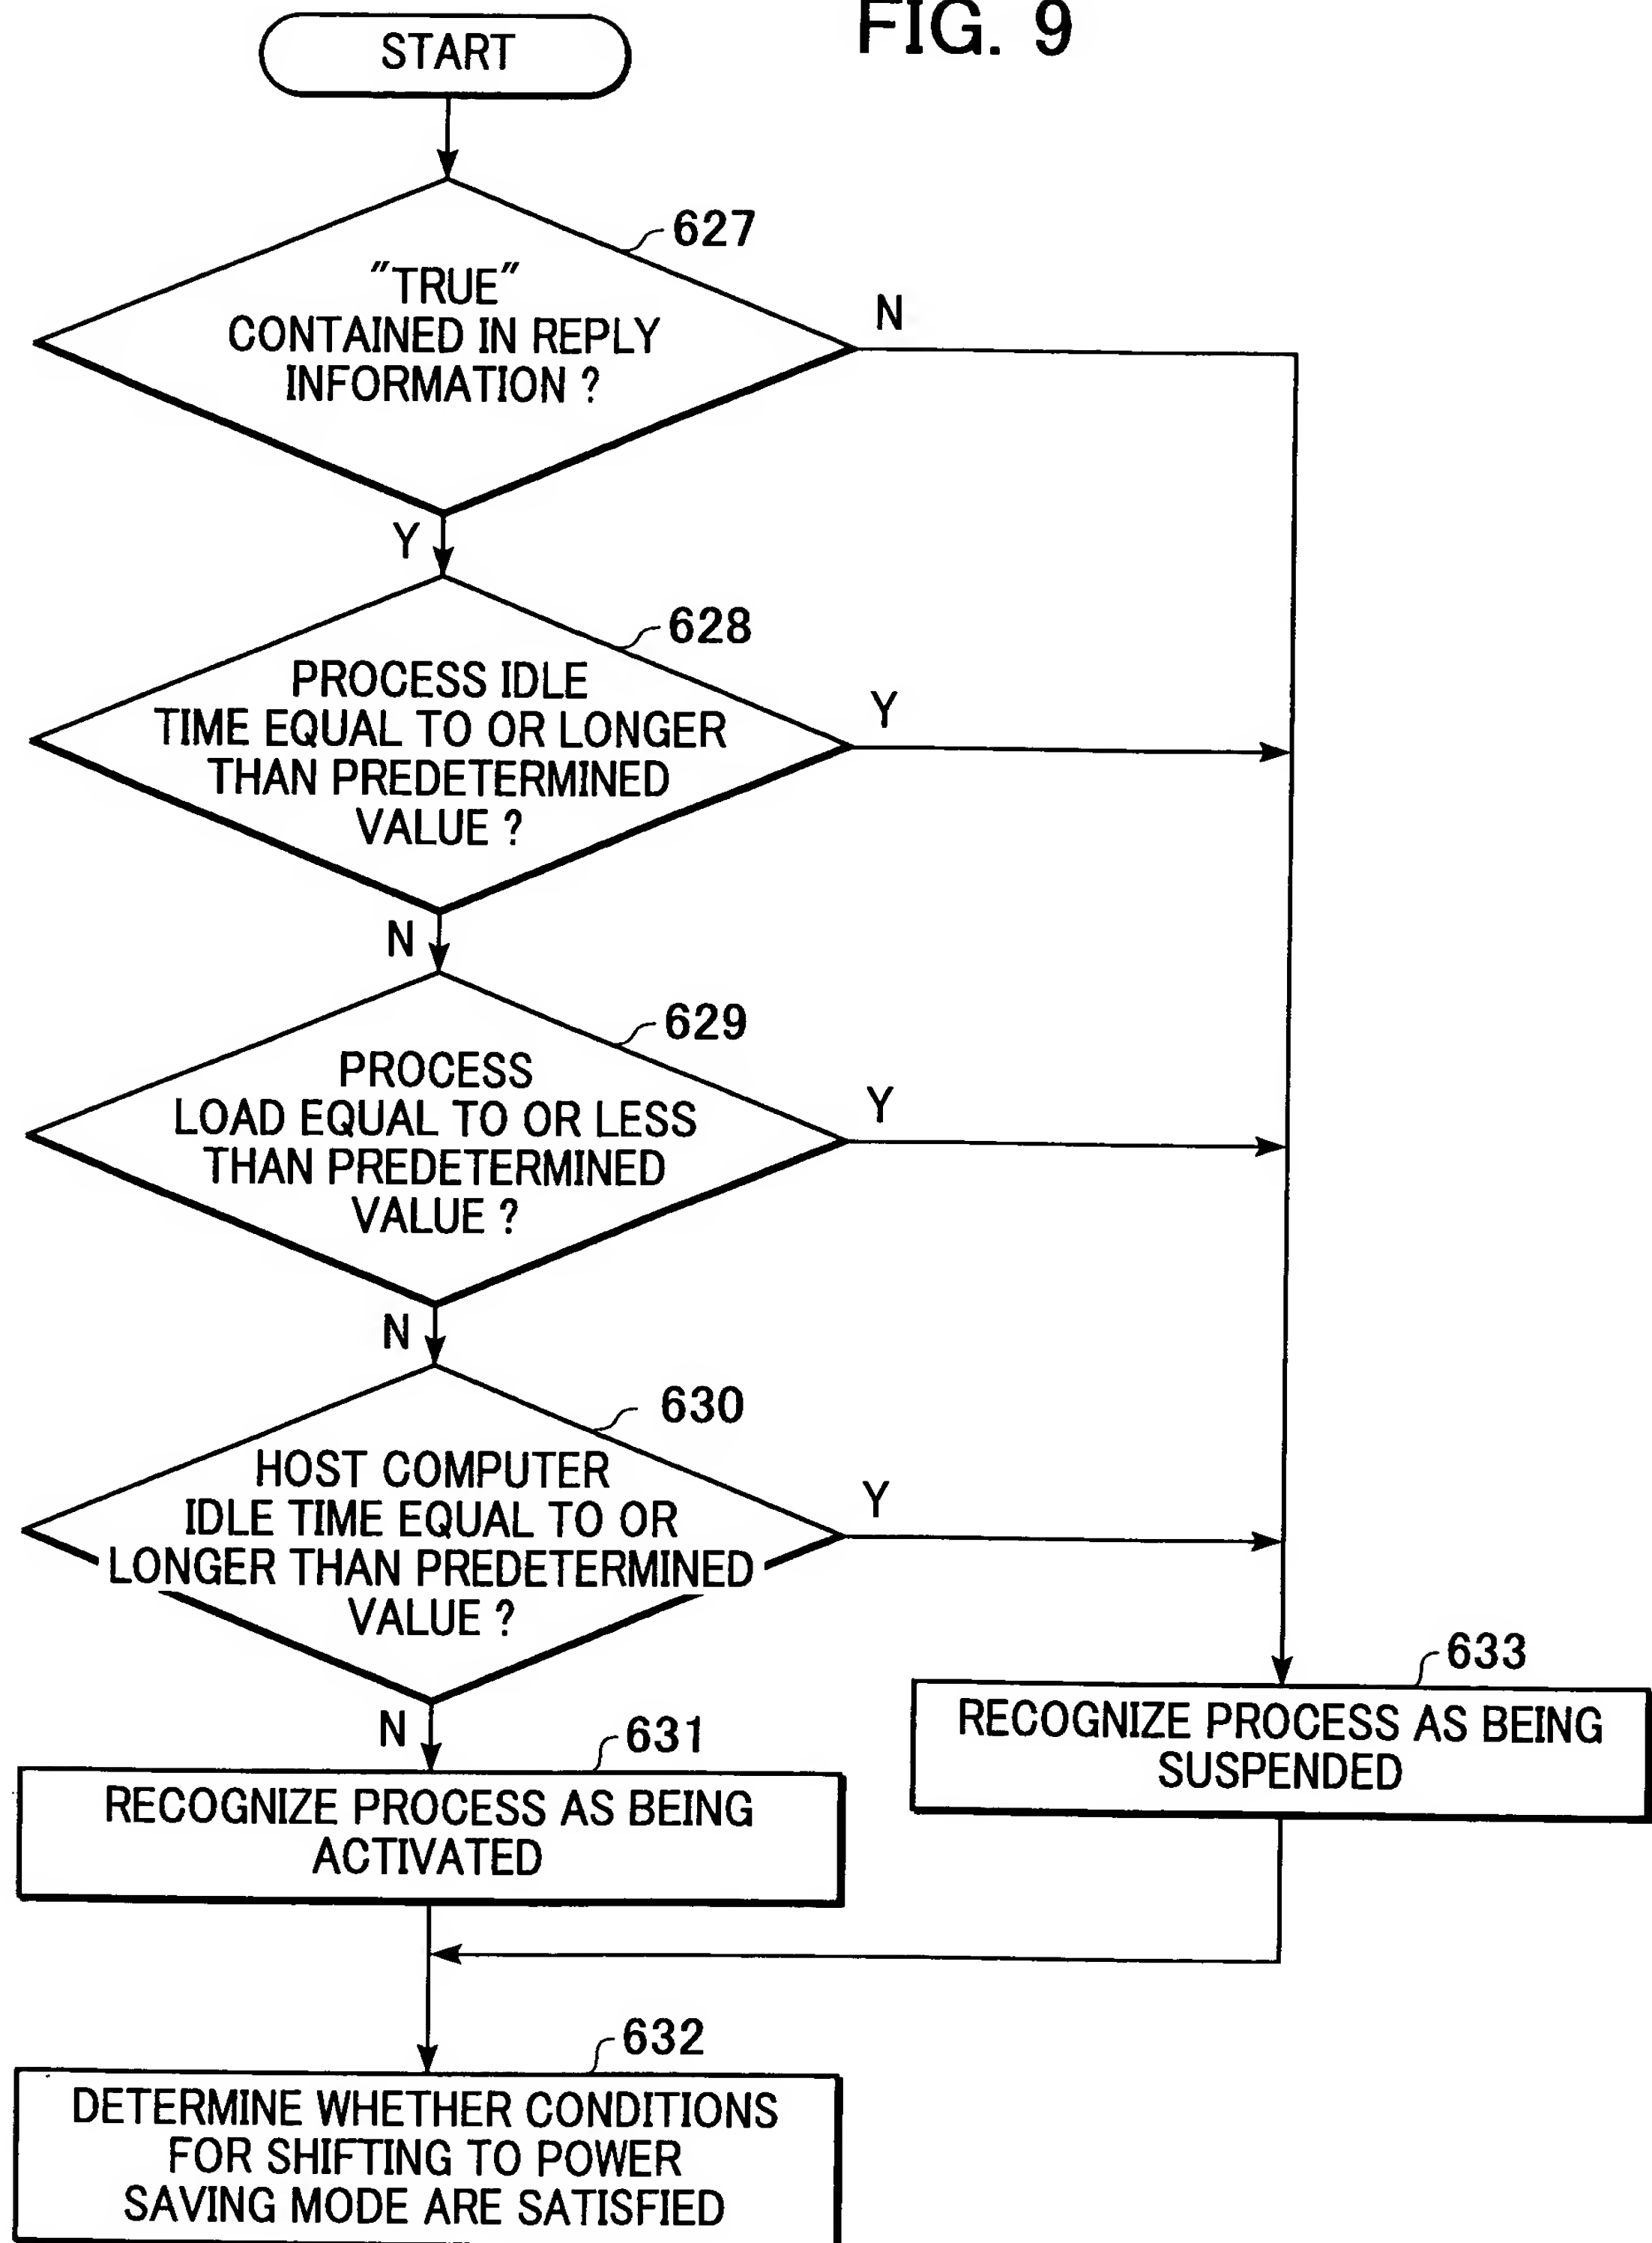 FIG. 9
START
627
"TRUE"
CONTAINED IN REPLY
INFORMATION ?
N
Y
628
PROCESS IDLE
TIME EQUAL TO OR LONGER
THAN PREDETERMINED
VALUE ?
Y
N
629
PROCESS
LOAD EQUAL TO OR LESS
THAN PREDETERMINED
VALUE ?
Y
N
630
HOST COMPUTER
IDLE TIME EQUAL TO OR
LONGER THAN PREDETERMINED
VALUE ?
Y
N
631
RECOGNIZE PROCESS AS BEING
ACTIVATED
633
RECOGNIZE PROCESS AS BEING
SUSPENDED
632
DETERMINE WHETHER CONDITIONS
FOR SHIFTING TO POWER
SAVING MODE ARE SATISFIED